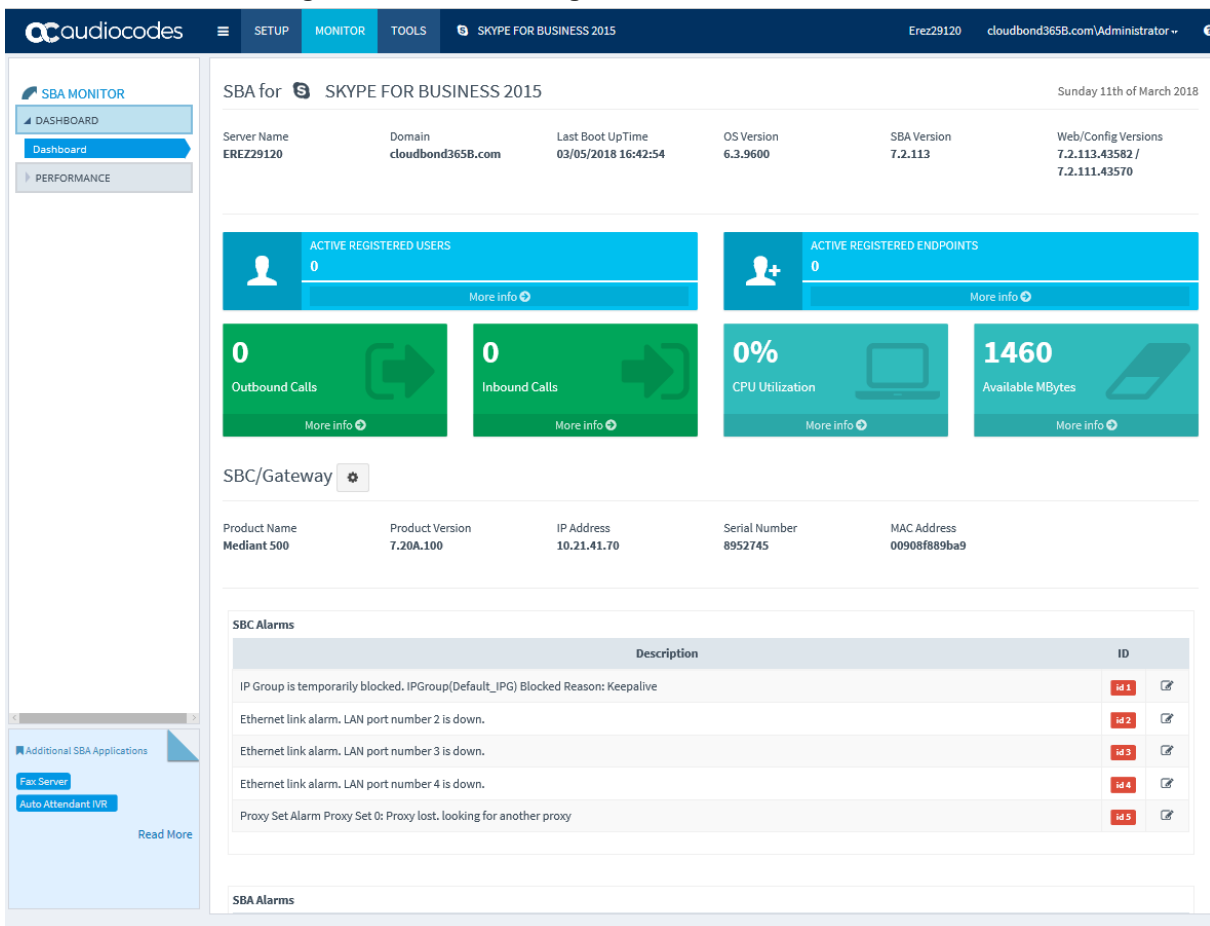 audiocodes
SETUP MONITOR TOOLS SKYPE FOR BUSINESS 2015 Erez29120 cloudbond365B.com\Administrator
SBA MONITOR
DASHBOARD
Dashboard
PERFORMANCE
SBA for SKYPE FOR BUSINESS 2015 Sunday 11th of March 2018
Server Name Domain Last Boot UpTime OS Version SBA Version Web/Config Versions
EREZ29120 cloudbond365B.com 03/05/2018 16:42:54 6.3.9600 7.2.113 7.2.113.43582 /
7.2.111.43570
ACTIVE REGISTERED USERS
0
More info
ACTIVE REGISTERED ENDPOINTS
0
More info
0
Outbound Calls
More info
0
Inbound Calls
More info
0%
CPU Utilization
More info
1460
Available MBytes
More info
SBC/Gateway
Product Name Product Version IP Address Serial Number MAC Address
Mediant 500 7.20A.100 10.21.41.70 8952745 00908f889ba9
SBC Alarms
Description ID
IP Group is temporarily blocked. IPGroup(Default_IPG) Blocked Reason: Keepalive id 1
Ethernet link alarm. LAN port number 2 is down. id 2
Ethernet link alarm. LAN port number 3 is down. id 3
Ethernet link alarm. LAN port number 4 is down. id 4
Proxy Set Alarm Proxy Set 0: Proxy lost. looking for another proxy id 5
SBA Alarms
Additional SBA Applications
Fax Server
Auto Attendant IVR
Read More